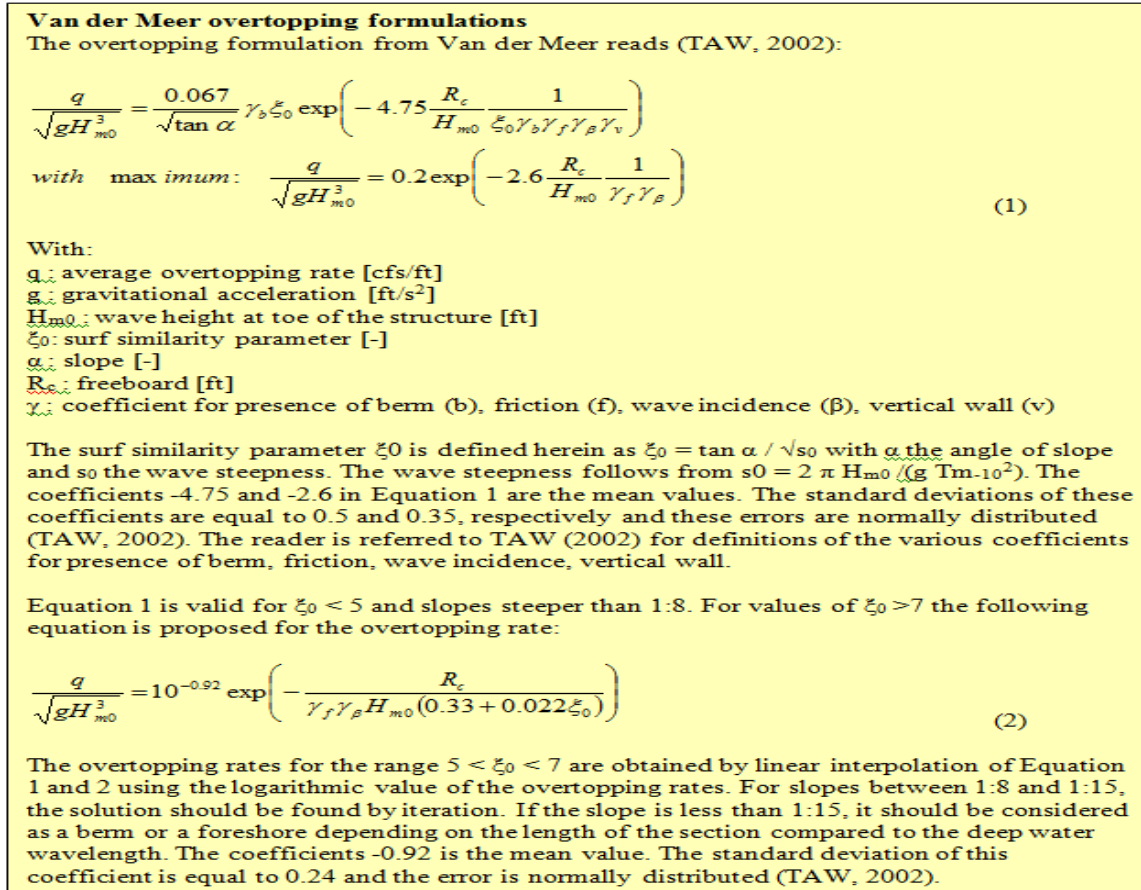 Van der Meer overtopping formulations
The overtopping formulation from Van der Meer reads (TAW, 2002):
q / √(gH³ₘ₀) = 0.067 / √(tan α) γ_b ξ₀ exp(−4.75 R_c / H_m0 1 / (ξ₀ γ_b γ_f γ_β γ_v))
with max imum: q / √(gH³ₘ₀) = 0.2 exp(−2.6 R_c / H_m0 1 / (γ_f γ_β))
(1)
With:
q : average overtopping rate [cfs/ft]
g : gravitational acceleration [ft/s²]
Hm0 : wave height at toe of the structure [ft]
ξ0: surf similarity parameter [-]
α : slope [-]
Rc : freeboard [ft]
γ : coefficient for presence of berm (b), friction (f), wave incidence (β), vertical wall (v)
The surf similarity parameter ξ0 is defined herein as ξ0 = tan α / √s0 with α the angle of slope
and s0 the wave steepness. The wave steepness follows from s0 = 2 π Hm0 /(g Tm-10²). The
coefficients -4.75 and -2.6 in Equation 1 are the mean values. The standard deviations of these
coefficients are equal to 0.5 and 0.35, respectively and these errors are normally distributed
(TAW, 2002). The reader is referred to TAW (2002) for definitions of the various coefficients
for presence of berm, friction, wave incidence, vertical wall.
Equation 1 is valid for ξ0 < 5 and slopes steeper than 1:8. For values of ξ0 >7 the following
equation is proposed for the overtopping rate:
q / √(gH³ₘ₀) = 10^−0.92 exp(− R_c / (γ_f γ_β H_m0 (0.33 + 0.022ξ₀)))
(2)
The overtopping rates for the range 5 < ξ0 < 7 are obtained by linear interpolation of Equation
1 and 2 using the logarithmic value of the overtopping rates. For slopes between 1:8 and 1:15,
the solution should be found by iteration. If the slope is less than 1:15, it should be considered
as a berm or a foreshore depending on the length of the section compared to the deep water
wavelength. The coefficients -0.92 is the mean value. The standard deviation of this
coefficient is equal to 0.24 and the error is normally distributed (TAW, 2002).